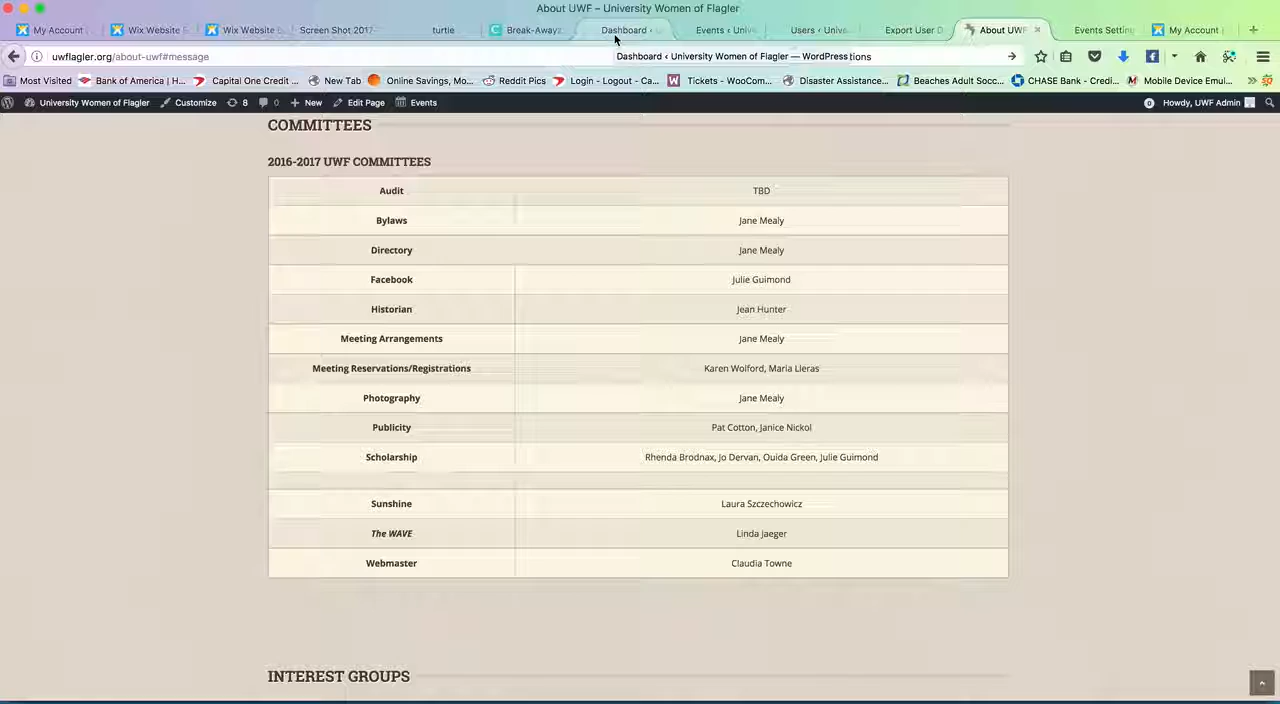 About UWF – University Women of Flagler
My Account
Wix Website E
Wix Website E
Screen Shot 2017-
turtle
Break-Awayz
Dashboard ‹ U
Events ‹ Unive
Users ‹ Unive
Export User D
About UWF
Events Setting
My Account |
uwflagler.org/about-uwf#message
Dashboard ‹ University Women of Flagler — WordPress
tions
Most Visited
Bank of America | H...
Capital One Credit ...
New Tab
Online Savings, Mo...
Reddit Pics
Login - Logout - Ca...
Tickets - WooCom...
Disaster Assistance...
Beaches Adult Socc...
CHASE Bank - Credi...
Mobile Device Emul...
University Women of Flagler
Customize
8
0
New
Edit Page
Events
0
Howdy, UWF Admin
COMMITTEES
2016-2017 UWF COMMITTEES
Audit TBD
Bylaws Jane Mealy
Directory Jane Mealy
Facebook Julie Guimond
Historian Jean Hunter
Meeting Arrangements Jane Mealy
Meeting Reservations/Registrations Karen Wolford, Maria Lleras
Photography Jane Mealy
Publicity Pat Cotton, Janice Nickol
Scholarship Rhenda Brodnax, Jo Dervan, Ouida Green, Julie Guimond
Sunshine Laura Szczechowicz
The WAVE Linda Jaeger
Webmaster Claudia Towne
INTEREST GROUPS